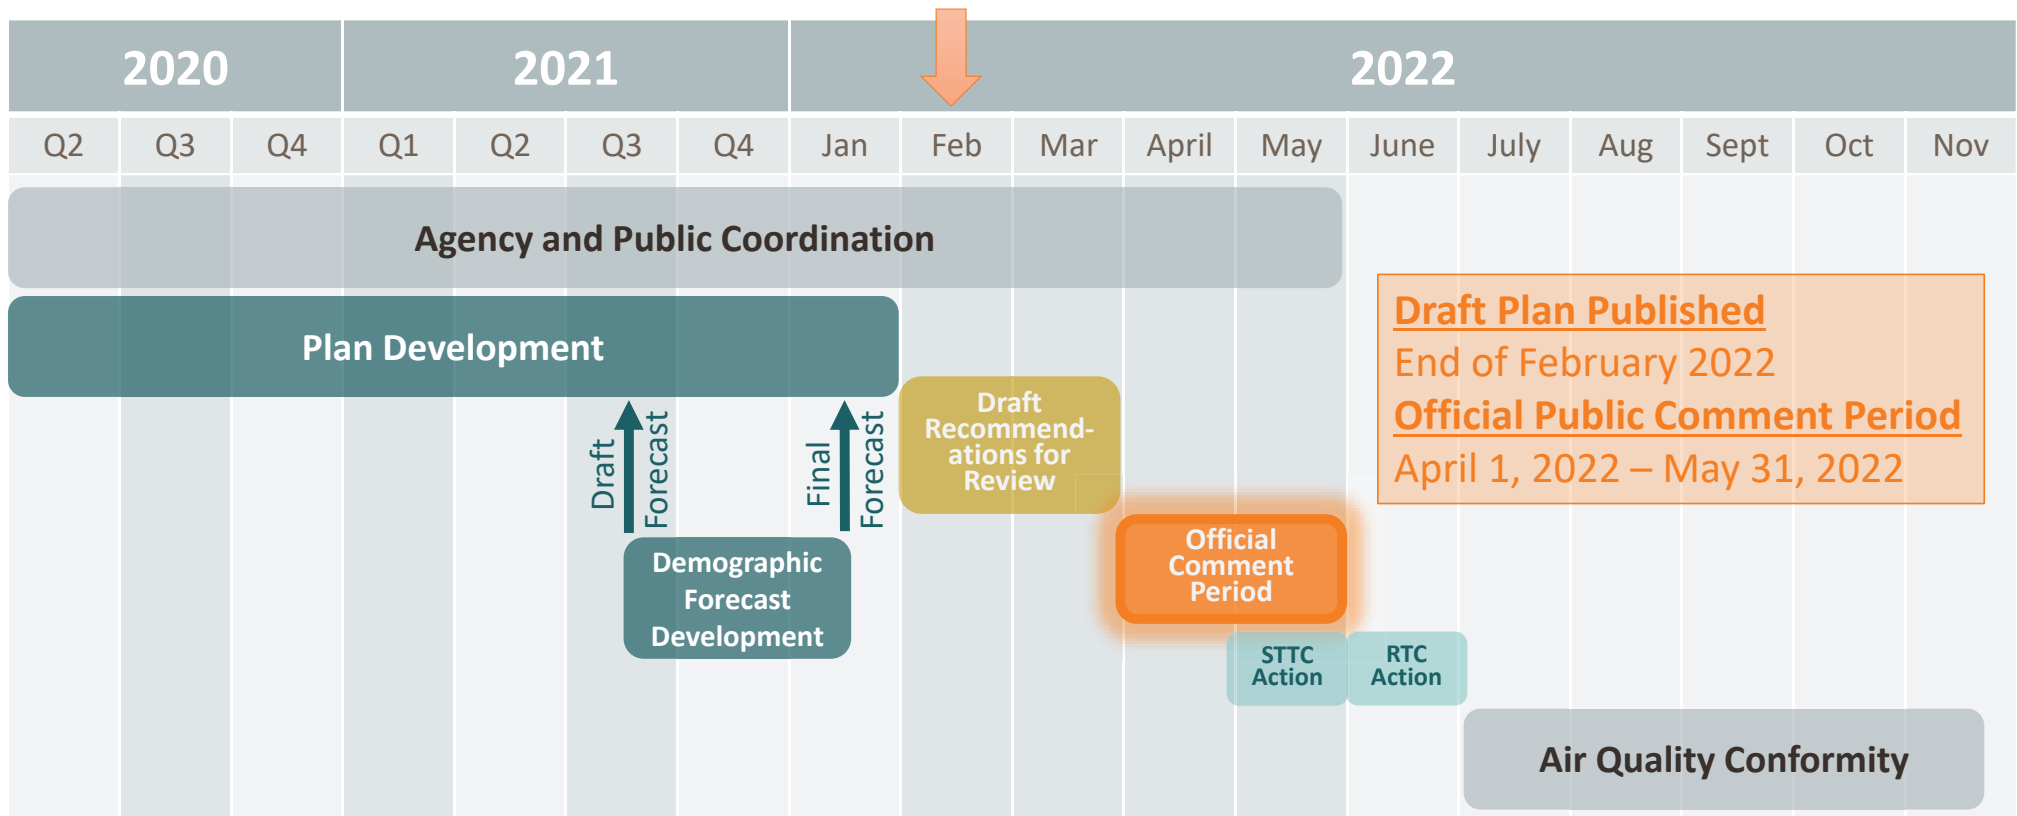 2020 2021 2022
Q2 Q3 Q4 Q1 Q2 Q3 Q4 Jan Feb Mar April May June July Aug Sept Oct Nov
Agency and Public Coordination
Plan Development
Draft Plan Published
End of February 2022
Official Public Comment Period
April 1, 2022 – May 31, 2022
Draft
Forecast
Final
Forecast
Draft
Recommend-
ations for
Review
Official
Comment
Period
Demographic
Forecast
Development
STTC
Action
RTC
Action
Air Quality Conformity